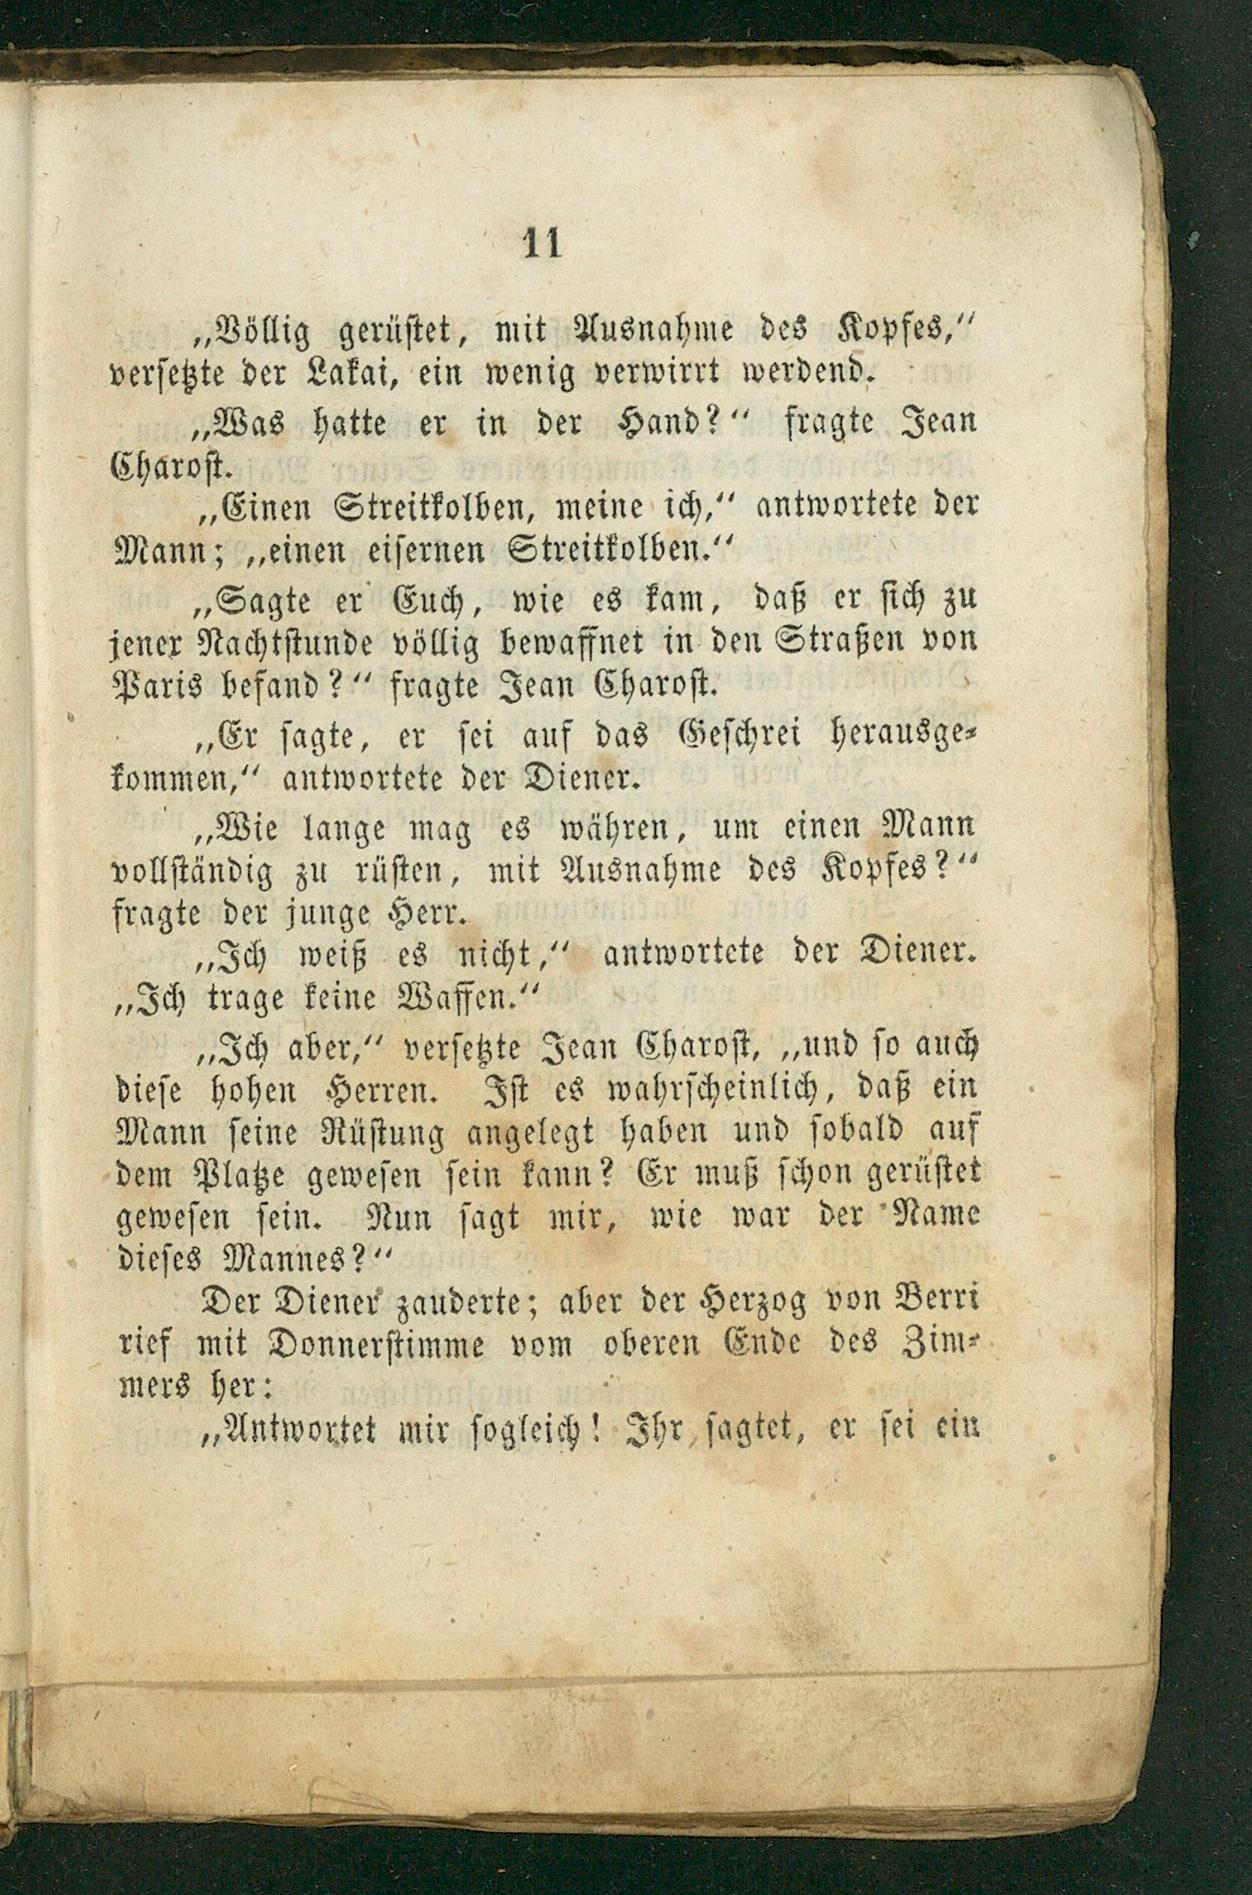 11
„Völlig gerüstet, mit Ausnahme des Kopfes,“
versetzte der Lakai, ein wenig verwirrt werdend.
„Was hatte er in der Hand?“ fragte Jean
Charost.
„Einen Streitkolben, meine ich,“ antwortete der
Mann; „einen eisernen Streitkolben.“
„Sagte er Euch, wie es kam, daß er sich zu
jener Nachtstunde völlig bewaffnet in den Straßen von
Paris befand?“ fragte Jean Charost.
„Er sagte, er sei auf das Geschrei herausge-
kommen,“ antwortete der Diener.
„Wie lange mag es währen, um einen Mann
vollständig zu rüsten, mit Ausnahme des Kopfes?“
fragte der junge Herr.
„Ich weiß es nicht,“ antwortete der Diener.
„Ich trage keine Waffen.“
„Ich aber,“ versetzte Jean Charost, „und so auch
diese hohen Herren. Ist es wahrscheinlich, daß ein
Mann seine Rüstung angelegt haben und sobald auf
dem Platze gewesen sein kann? Er muß schon gerüstet
gewesen sein. Nun sagt mir, wie war der Name
dieses Mannes?“
Der Diener zauderte; aber der Herzog von Berri
rief mit Donnerstimme vom oberen Ende des Zim-
mers her:
„Antwortet mir sogleich! Ihr sagtet, er sei ein